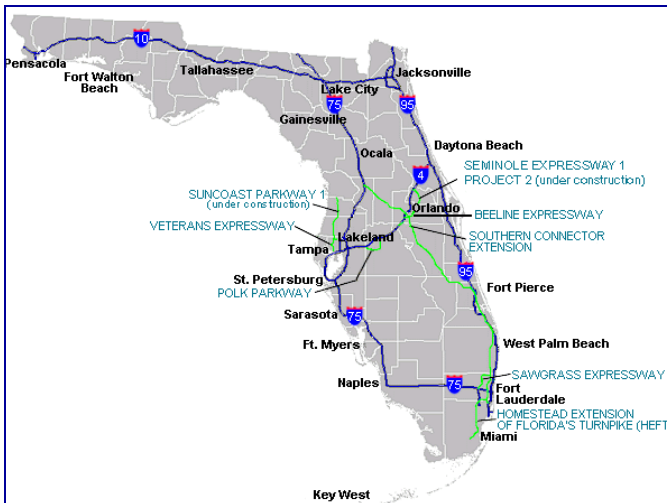 10
Pensacola
Fort Walton
Beach
Tallahassee
Lake City
Jacksonville
75
95
Gainesville
Daytona Beach
Ocala
4
SEMINOLE EXPRESSWAY 1
PROJECT 2 (under construction)
SUNCOAST PARKWAY 1
(under construction)
Orlando
BEELINE EXPRESSWAY
VETERANS EXPRESSWAY
SOUTHERN CONNECTOR
EXTENSION
Lakeland
Tampa
95
St. Petersburg
POLK PARKWAY
Fort Pierce
Sarasota
75
Ft. Myers
West Palm Beach
SAWGRASS EXPRESSWAY
Naples
75
Fort
Lauderdale
HOMESTEAD EXTENSION
OF FLORIDA'S TURNPIKE (HEFT
Miami
Key West